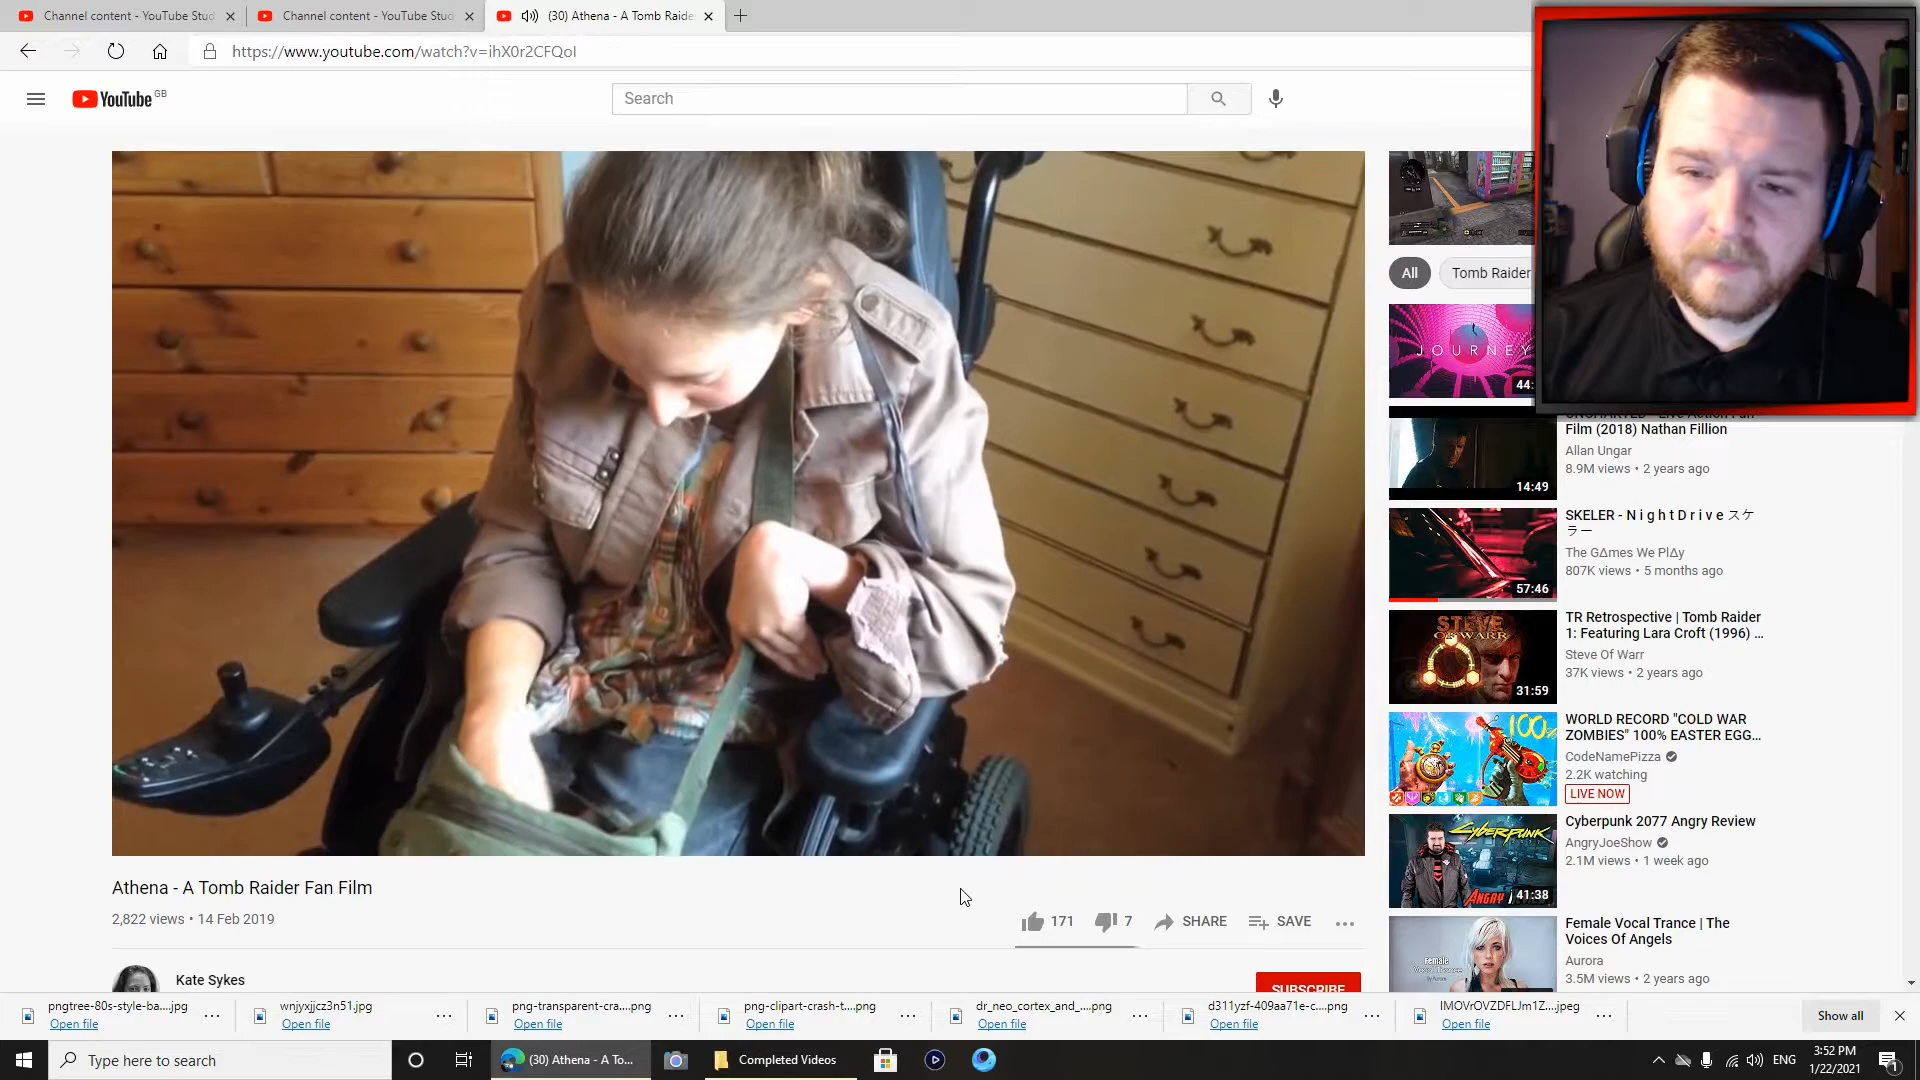 Channel content - YouTube Stud
Channel content - YouTube Stud
(30) Athena - A Tomb Raide
https://www.youtube.com/watch?v=ihX0r2CFQoI
YouTube GB
Search
All
Tomb Raider
JOURNEY
44:
Film (2018) Nathan Fillion
Allan Ungar
8.9M views • 2 years ago
14:49
SKELER - N i g h t D r i v e スケ
ラー
The GΔmes We PlΔy
807K views • 5 months ago
57:46
TR Retrospective | Tomb Raider
1: Featuring Lara Croft (1996) ...
Steve Of Warr
37K views • 2 years ago
STEVE
OF WARR
31:59
WORLD RECORD "COLD WAR
ZOMBIES" 100% EASTER EGG...
CodeNamePizza
2.2K watching
LIVE NOW
100%
Cyberpunk 2077 Angry Review
AngryJoeShow
2.1M views • 1 week ago
CYBERPUNK
ANGRY
41:38
Female Vocal Trance | The
Voices Of Angels
Aurora
3.5M views • 2 years ago
Female
Vocal Trance
Athena - A Tomb Raider Fan Film
2,822 views • 14 Feb 2019
171
7
SHARE
SAVE
Kate Sykes
SUBSCRIBE
pngtree-80s-style-ba....jpg
Open file
wnjyxjjcz3n51.jpg
Open file
png-transparent-cra....png
Open file
png-clipart-crash-t....png
Open file
dr_neo_cortex_and_....png
Open file
d311yzf-409aa71e-c....png
Open file
IMOVrOVZDFLJm1Z....jpeg
Open file
Show all
Type here to search
(30) Athena - A To...
Completed Videos
ENG
3:52 PM
1/22/2021
1